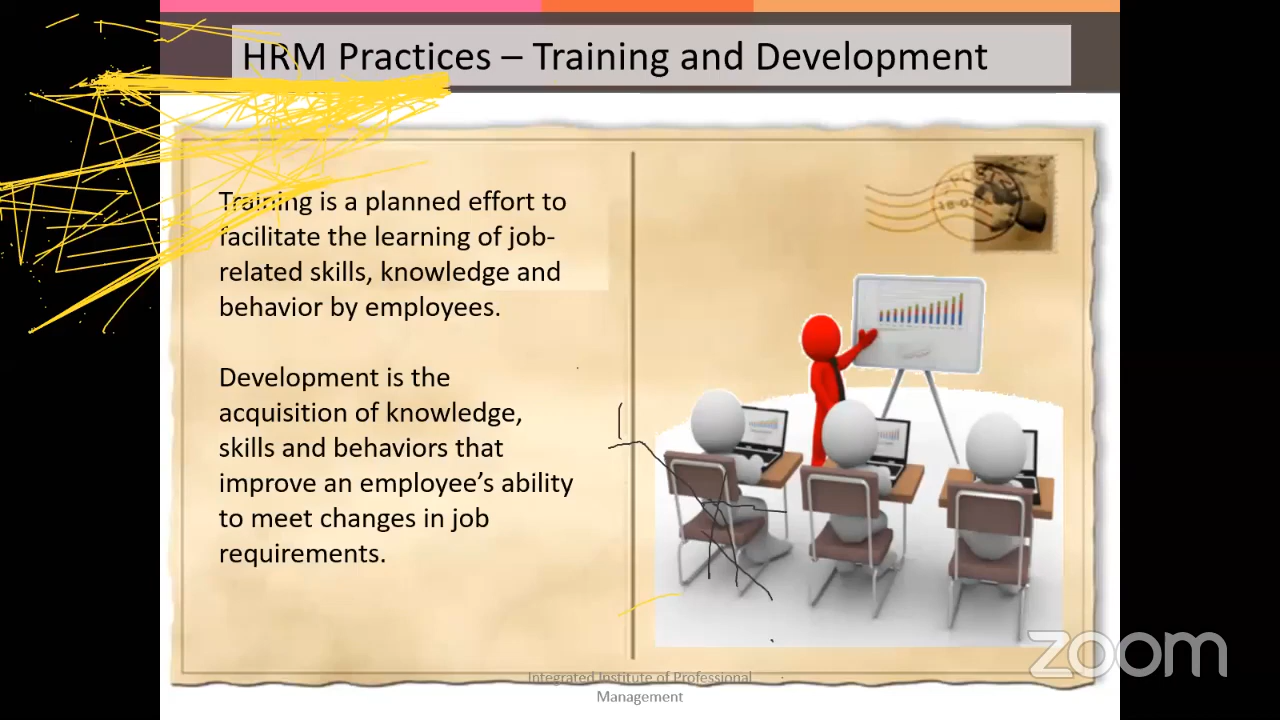 HRM Practices – Training and Development
Training is a planned effort to
facilitate the learning of job-
related skills, knowledge and
behavior by employees.
Development is the
acquisition of knowledge,
skills and behaviors that
improve an employee's ability
to meet changes in job
requirements.
Integrated Institute of Professional
Management
zoom